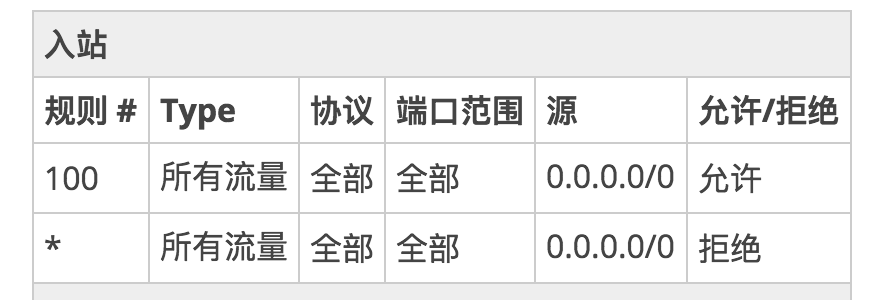 入站
规则 # Type 协议 端口范围 源 允许/拒绝
100 所有流量 全部 全部 0.0.0.0/0 允许
* 所有流量 全部 全部 0.0.0.0/0 拒绝